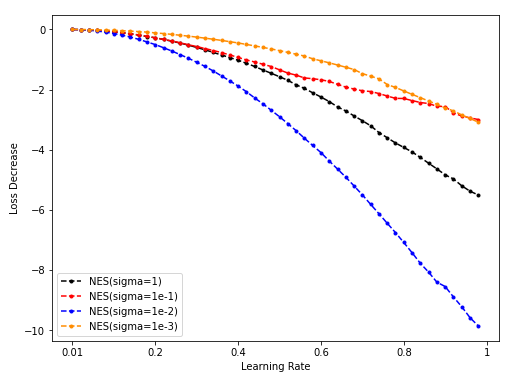 0
−2
−4
−6
−8
−10
Loss Decrease
NES(sigma=1)
NES(sigma=1e-1)
NES(sigma=1e-2)
NES(sigma=1e-3)
0.01 0.2 0.4 0.6 0.8 1
Learning Rate